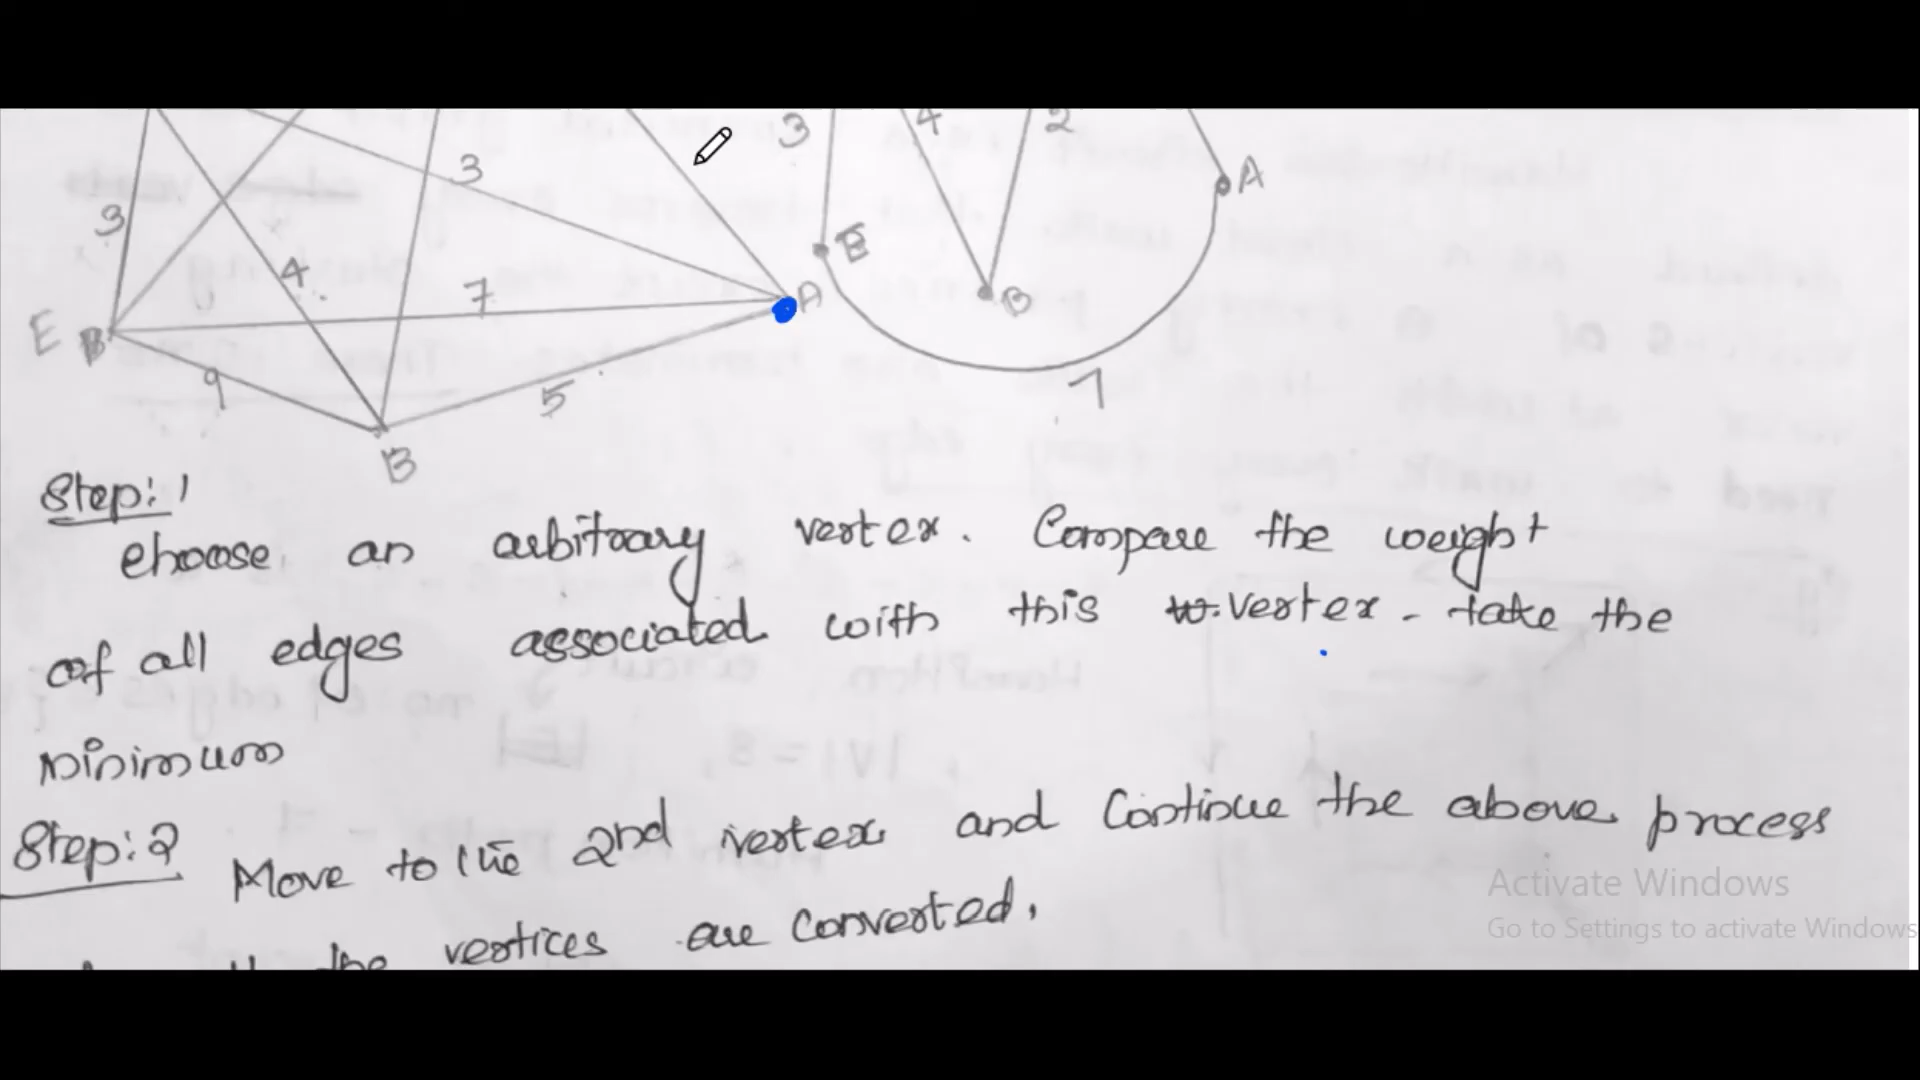 3 4 2
3 3 A
E
4 7 A B
E B
9 5 7
B
Step:1
choose an arbitrary vertex. Compare the weight
of all edges associated with this w. vertex - take the
minimum
Step:2 Move to the 2nd vertex and Continue the above process
the vertices are converted.
Activate Windows
Go to Settings to activate Windows